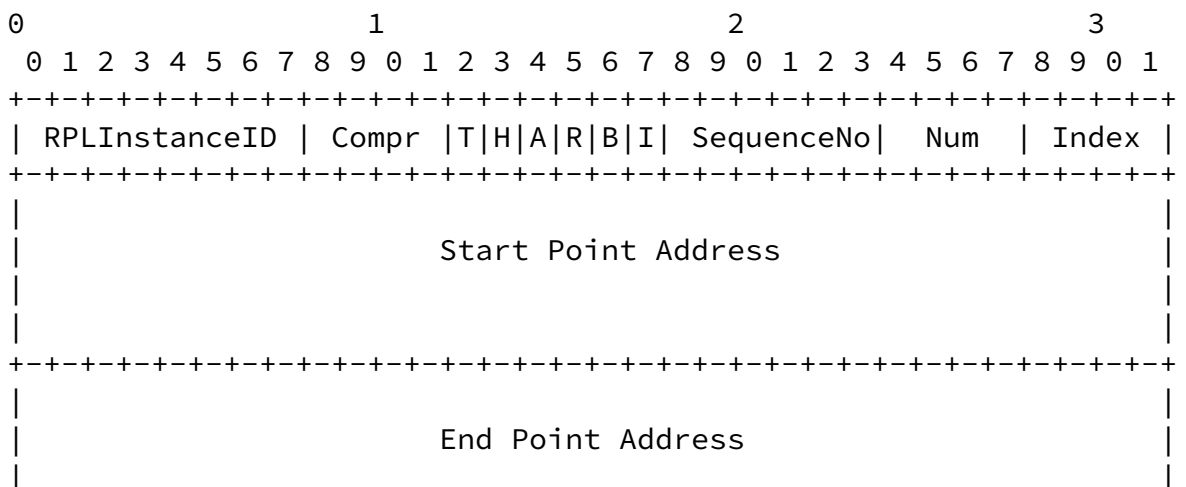 0                   1                   2                   3
 0 1 2 3 4 5 6 7 8 9 0 1 2 3 4 5 6 7 8 9 0 1 2 3 4 5 6 7 8 9 0 1
+-+-+-+-+-+-+-+-+-+-+-+-+-+-+-+-+-+-+-+-+-+-+-+-+-+-+-+-+-+-+-+-+
| RPLInstanceID | Compr |T|H|A|R|B|I| SequenceNo|  Num  | Index |
+-+-+-+-+-+-+-+-+-+-+-+-+-+-+-+-+-+-+-+-+-+-+-+-+-+-+-+-+-+-+-+-+
|                                                               |
|                       Start Point Address                     |
|                                                               |
|                                                               |
+-+-+-+-+-+-+-+-+-+-+-+-+-+-+-+-+-+-+-+-+-+-+-+-+-+-+-+-+-+-+-+-+
|                                                               |
|                       End Point Address                       |
|                                                               |